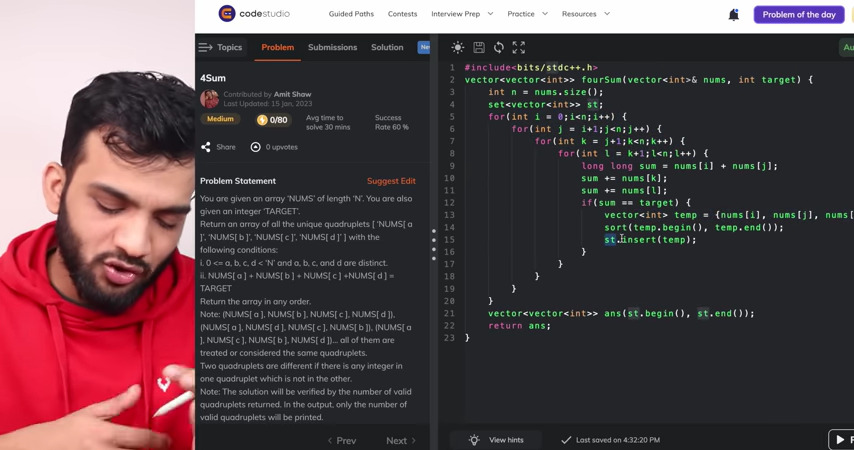 codestudio
Guided Paths
Contests
Interview Prep
Practice
Resources
Problem of the day
Topics
Problem
Submissions
Solution
4Sum
Contributed by Amit Shaw
Last Updated: 15 Jan, 2023
Medium
0/80
Avg time to
solve 30 mins
Success
Rate 60 %
Share
0 upvotes
Problem Statement
Suggest Edit
You are given an array 'NUMS' of length 'N'. You are also
given an integer 'TARGET'.
Return an array of all the unique quadruplets [ 'NUMS[ a
]', 'NUMS[ b ]', 'NUMS[ c ]', 'NUMS[ d ]' ] with the
following conditions:
i. 0 <= a, b, c, d < 'N' and a, b, c, d are distinct.
ii. NUMS[ a ] + NUMS[ b ] + NUMS[ c ] +NUMS[ d ] =
TARGET
Return the array in any order.
Note: (NUMS[ a ], NUMS[ b ], NUMS[ c ], NUMS[ d ]),
(NUMS[ a ], NUMS[ d ], NUMS[ c ], NUMS[ b ]), (NUMS[ a
], NUMS[ c ], NUMS[ b ], NUMS[ d ])... all of them are
treated or considered the same quadruplets.
Two quadruplets are different if there is any integer in
one quadruplet which is not in the other.
Note: The solution will be verified by the number of valid
quadruplets returned. In the output, only the number of
valid quadruplets will be printed.
Prev
Next
1 #include<bits/stdc++.h>
2 vector<vector<int>> fourSum(vector<int>& nums, int target) {
3 int n = nums.size();
4 set<vector<int>> st;
5 for(int i = 0;i<n;i++) {
6 for(int j = i+1;j<n;j++) {
7 for(int k = j+1;k<n;k++) {
8 for(int l = k+1;l<n;l++) {
9 long long sum = nums[i] + nums[j];
10 sum += nums[k];
11 sum += nums[l];
12 if(sum == target) {
13 vector<int> temp = {nums[i], nums[j], nums[
14 sort(temp.begin(), temp.end());
15 st.insert(temp);
16 }
17 }
18 }
19 }
20 }
21 vector<vector<int>> ans(st.begin(), st.end());
22 return ans;
23 }
View hints
Last saved on 4:32:20 PM